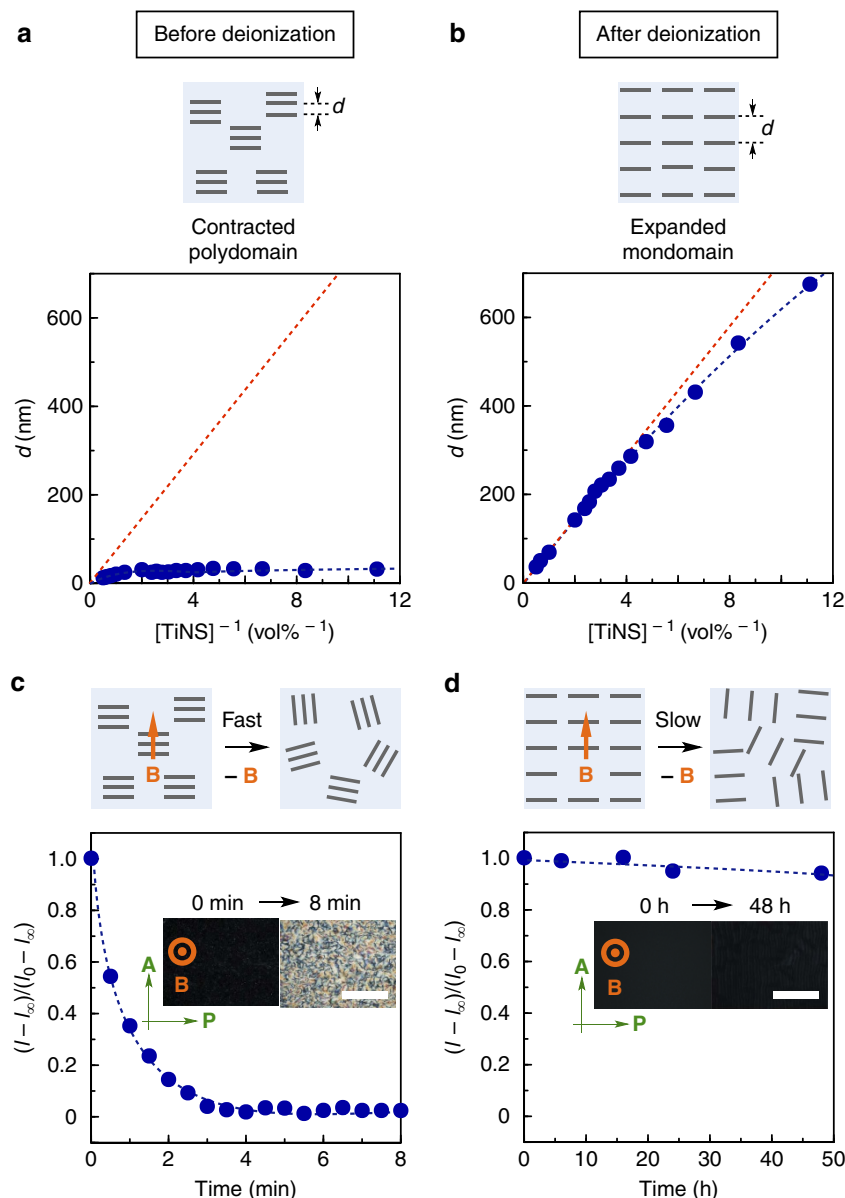 a
Before deionization
d
Contracted
polydomain
600
400
200
0
d (nm)
0 4 8 12
[TiNS] – 1 (vol% – 1)
b
After deionization
d
Expanded
mondomain
600
400
200
0
d (nm)
0 4 8 12
[TiNS] – 1 (vol% – 1)
c
B
Fast
– B
1.0
0.8
0.6
0.4
0.2
0
(I – I∞)/(I0 – I∞)
0 min 8 min
B
A
P
0 2 4 6 8
Time (min)
d
B
Slow
– B
1.0
0.8
0.6
0.4
0.2
0
(I – I∞)/(I0 – I∞)
0 h 48 h
B
A
P
0 10 20 30 40 50
Time (h)